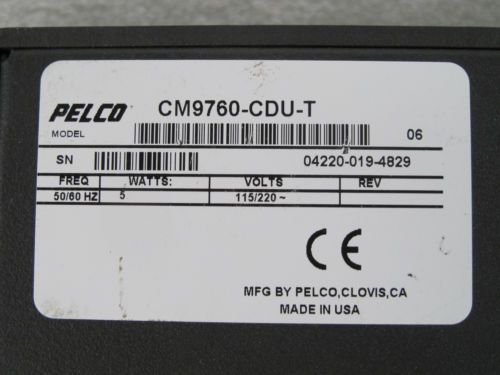 PELCO CM9760-CDU-T
MODEL 06
SN 04220-019-4829
FREQ WATTS: VOLTS REV
50/60 HZ 5 115/220 ~
CE
MFG BY PELCO,CLOVIS,CA
MADE IN USA